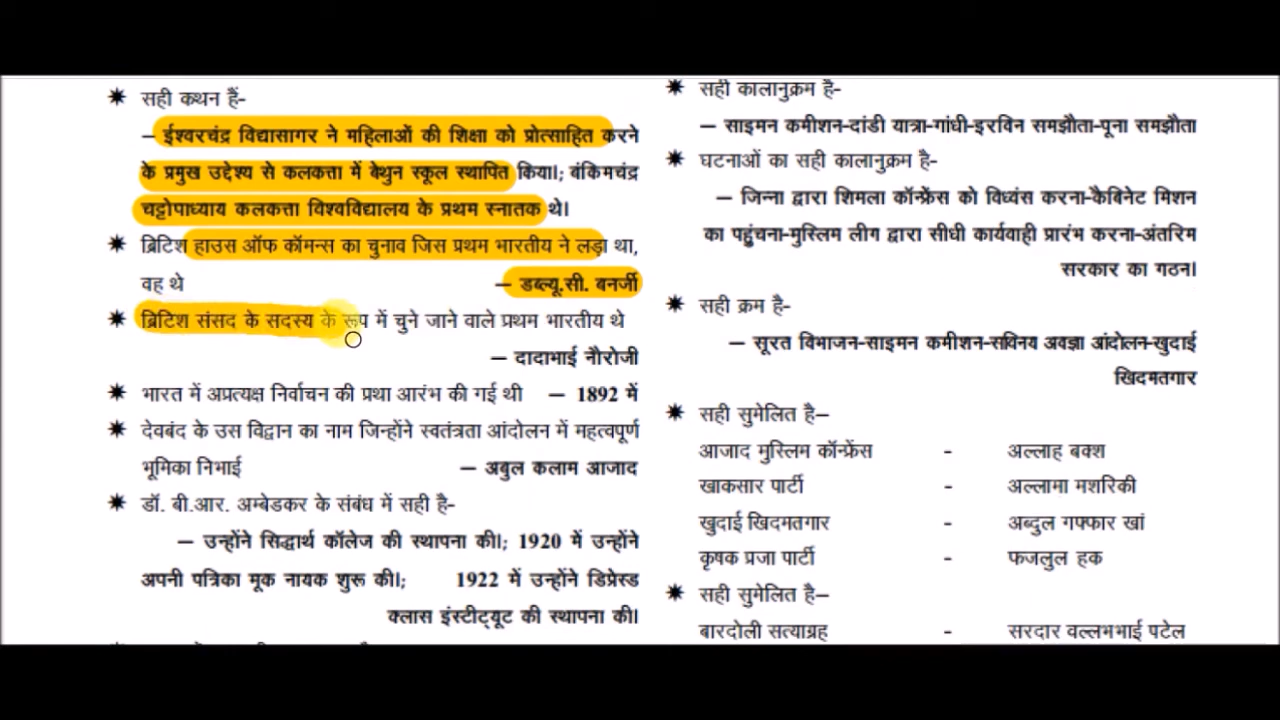 ✷ सही कथन हैं-
– ईश्वरचंद्र विद्यासागर ने महिलाओं की शिक्षा को प्रोत्साहित करने
के प्रमुख उद्देश्य से कलकत्ता में बेथुन स्कूल स्थापित किया।; बंकिमचंद्र
चट्टोपाध्याय कलकत्ता विश्वविद्यालय के प्रथम स्नातक थे।
✷ ब्रिटिश हाउस ऑफ कॉमन्स का चुनाव जिस प्रथम भारतीय ने लड़ा था,
वह थे – डब्ल्यू.सी. बनर्जी
✷ ब्रिटिश संसद के सदस्य के रूप में चुने जाने वाले प्रथम भारतीय थे
– दादाभाई नौरोजी
✷ भारत में अप्रत्यक्ष निर्वाचन की प्रथा आरंभ की गई थी – 1892 में
✷ देवबंद के उस विद्वान का नाम जिन्होंने स्वतंत्रता आंदोलन में महत्वपूर्ण
भूमिका निभाई – अबुल कलाम आजाद
✷ डॉ. बी.आर. अम्बेडकर के संबंध में सही है-
– उन्होंने सिद्धार्थ कॉलेज की स्थापना की।; 1920 में उन्होंने
अपनी पत्रिका मूक नायक शुरू की।; 1922 में उन्होंने डिप्रेस्ड
क्लास इंस्टीट्यूट की स्थापना की।
✷ सही कालानुक्रम है-
– साइमन कमीशन-दांडी यात्रा-गांधी-इरविन समझौता-पूना समझौता
✷ घटनाओं का सही कालानुक्रम है-
– जिन्ना द्वारा शिमला कॉन्फ्रेंस को विध्वंस करना-कैबिनेट मिशन
का पहुंचना-मुस्लिम लीग द्वारा सीधी कार्यवाही प्रारंभ करना-अंतरिम
सरकार का गठन।
✷ सही क्रम है-
– सूरत विभाजन-साइमन कमीशन-सविनय अवज्ञा आंदोलन-खुदाई
खिदमतगार
✷ सही सुमेलित है–
आजाद मुस्लिम कॉन्फ्रेंस - अल्लाह बक्श
खाकसार पार्टी - अल्लामा मशरिकी
खुदाई खिदमतगार - अब्दुल गफ्फार खां
कृषक प्रजा पार्टी - फजलुल हक
✷ सही सुमेलित है–
बारदोली सत्याग्रह - सरदार वल्लभभाई पटेल